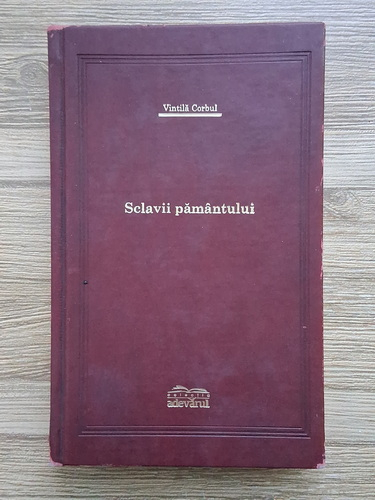 Vintilă Corbul
Sclavii pământului
colecția
adevărul